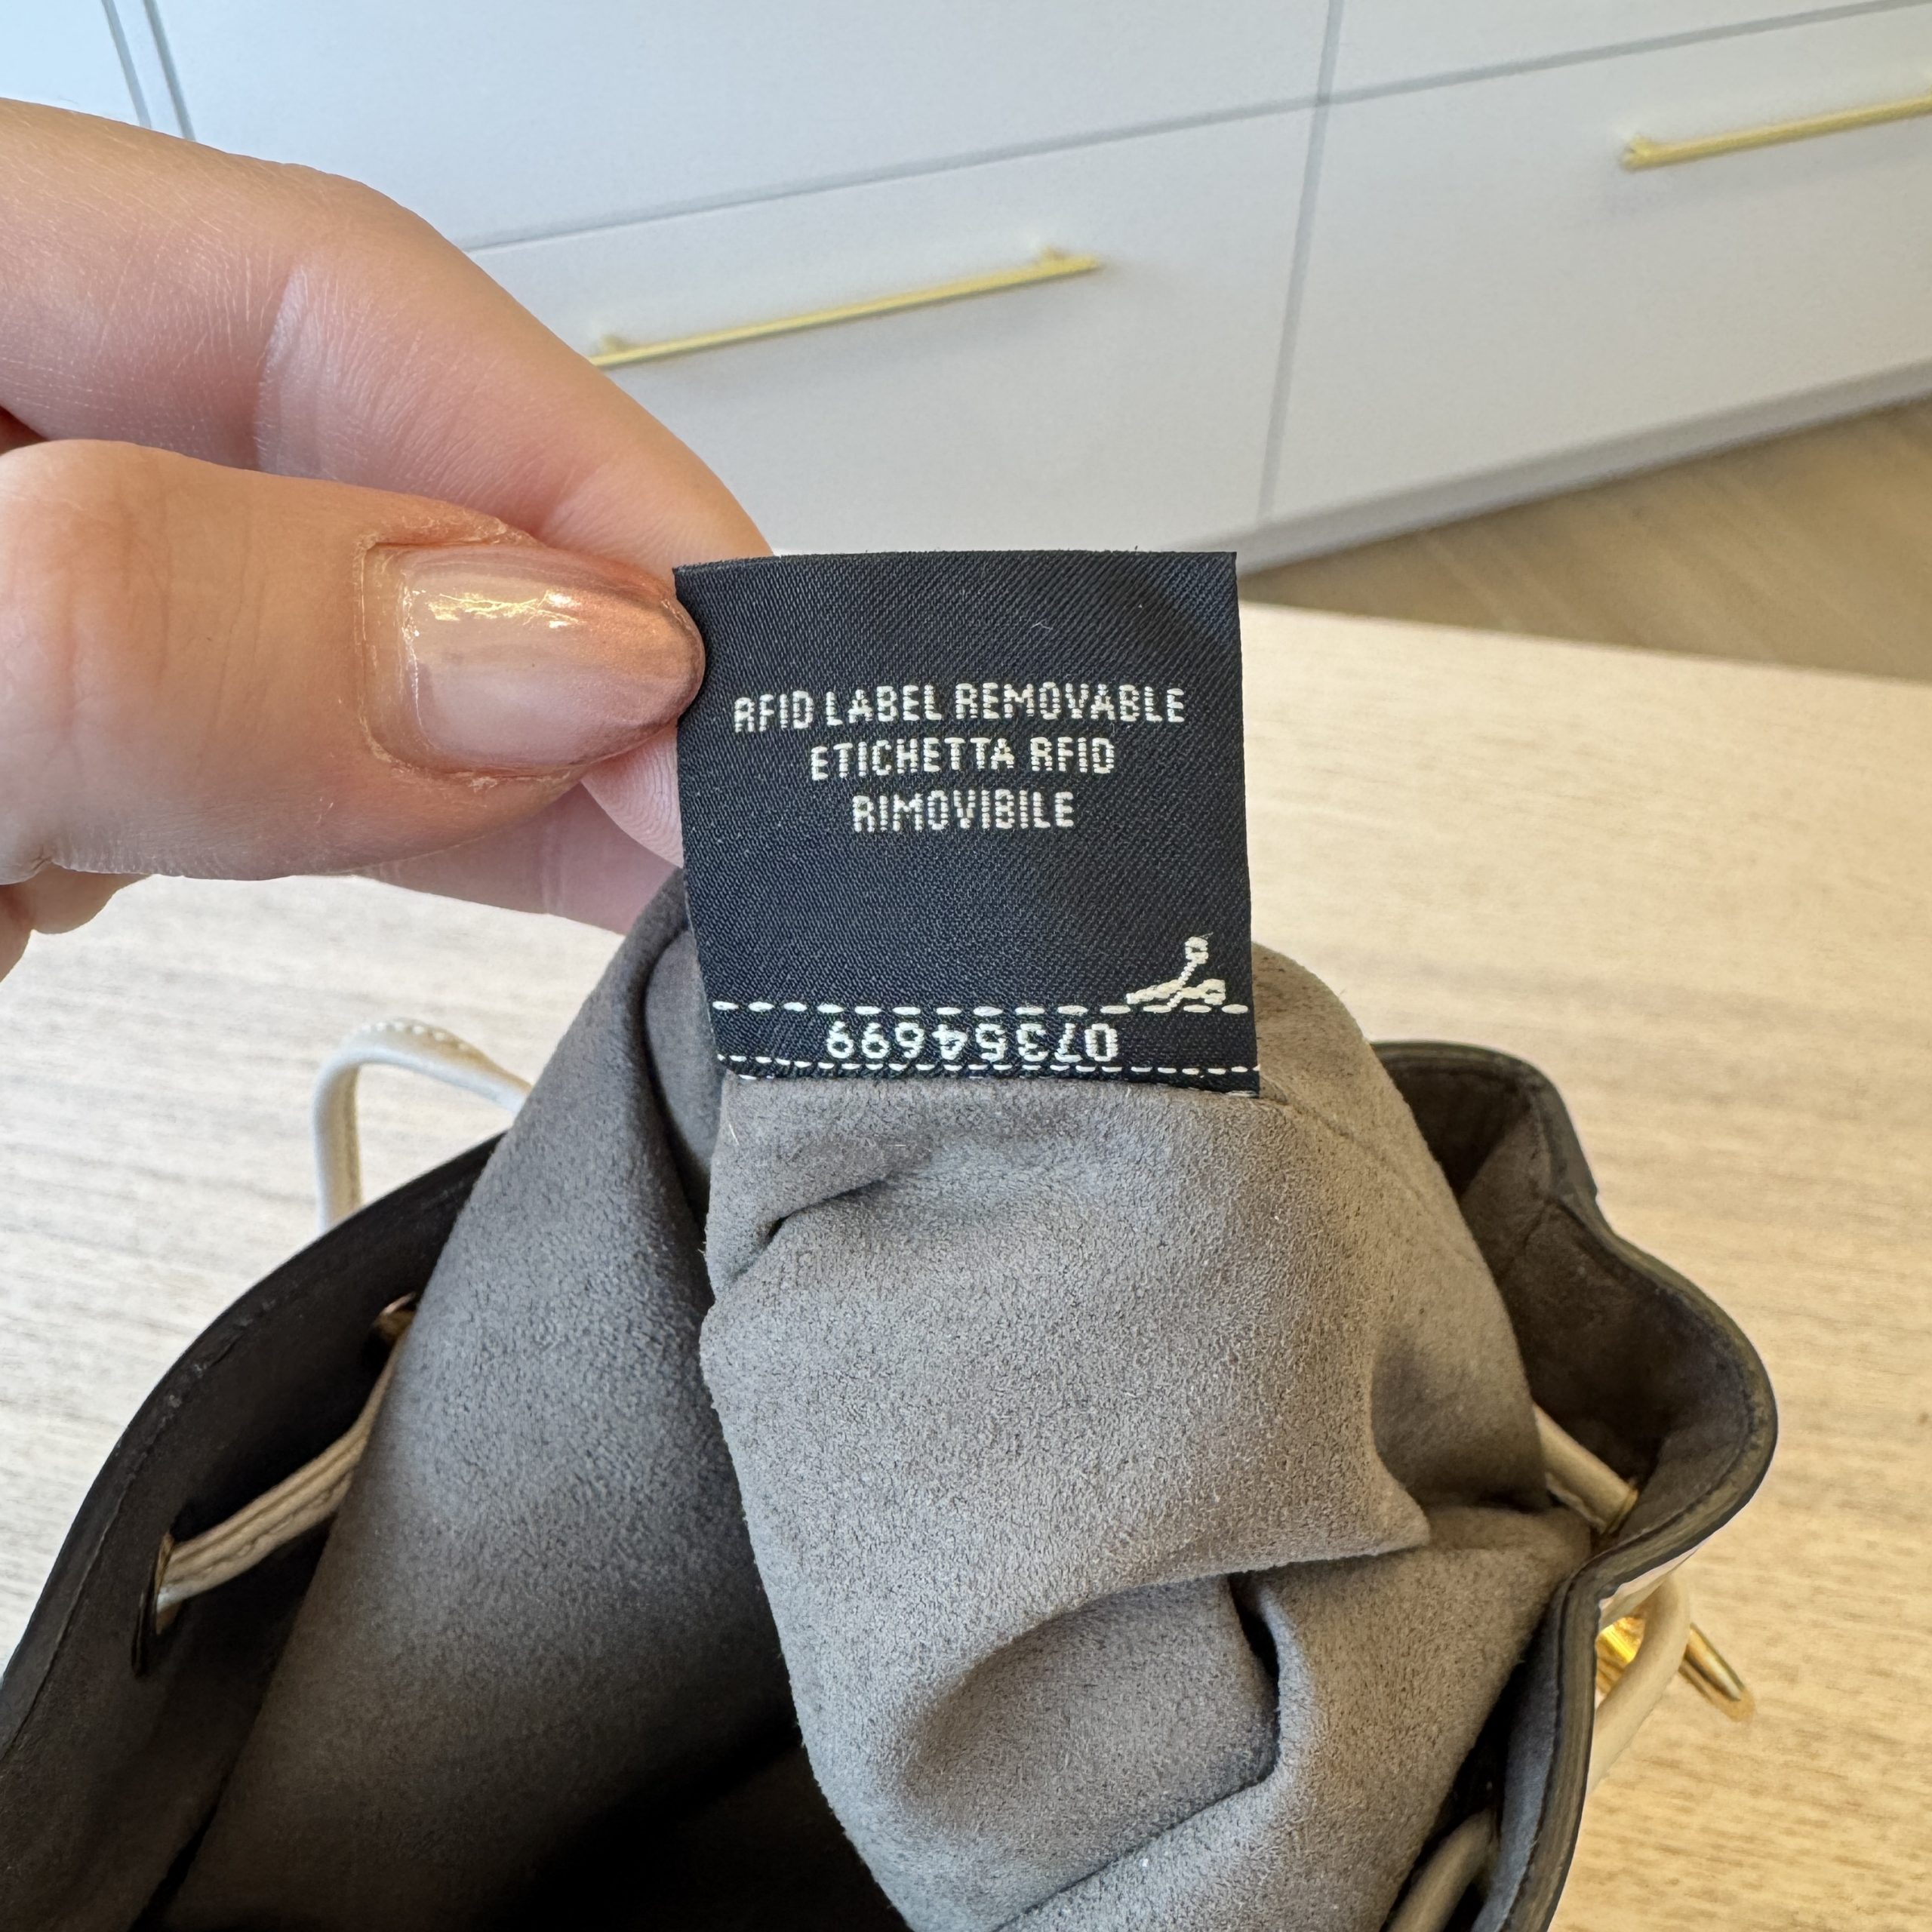 RFID LABEL REMOVABLE
ETICHETTA RFID
RIMOVIBILE
07354699